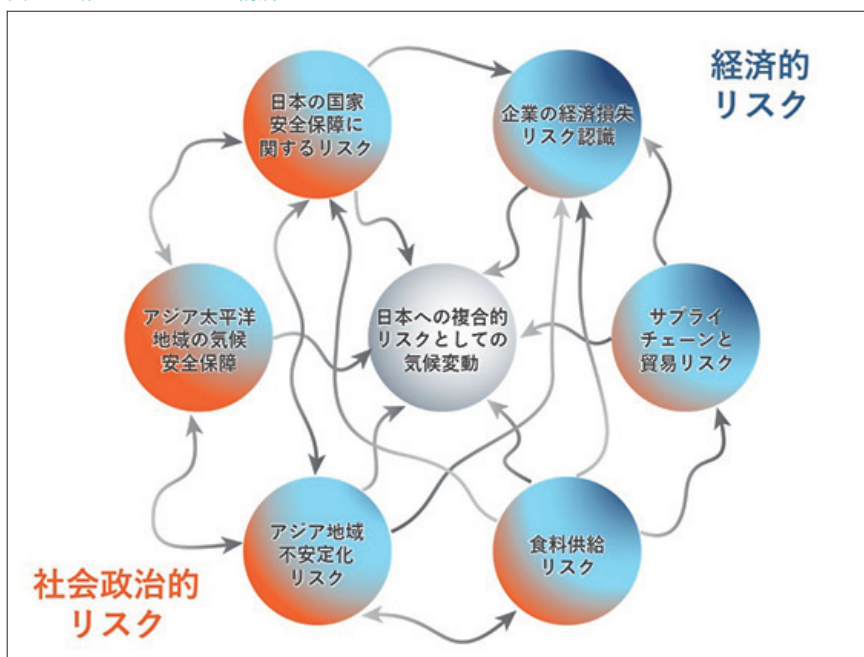 経済的
リスク
日本の国家
安全保障に
関するリスク
企業の経済損失
リスク認識
アジア太平洋
地域の気候
安全保障
日本への複合的
リスクとしての
気候変動
サプライ
チェーンと
貿易リスク
アジア地域
不安定化
リスク
食料供給
リスク
社会政治的
リスク